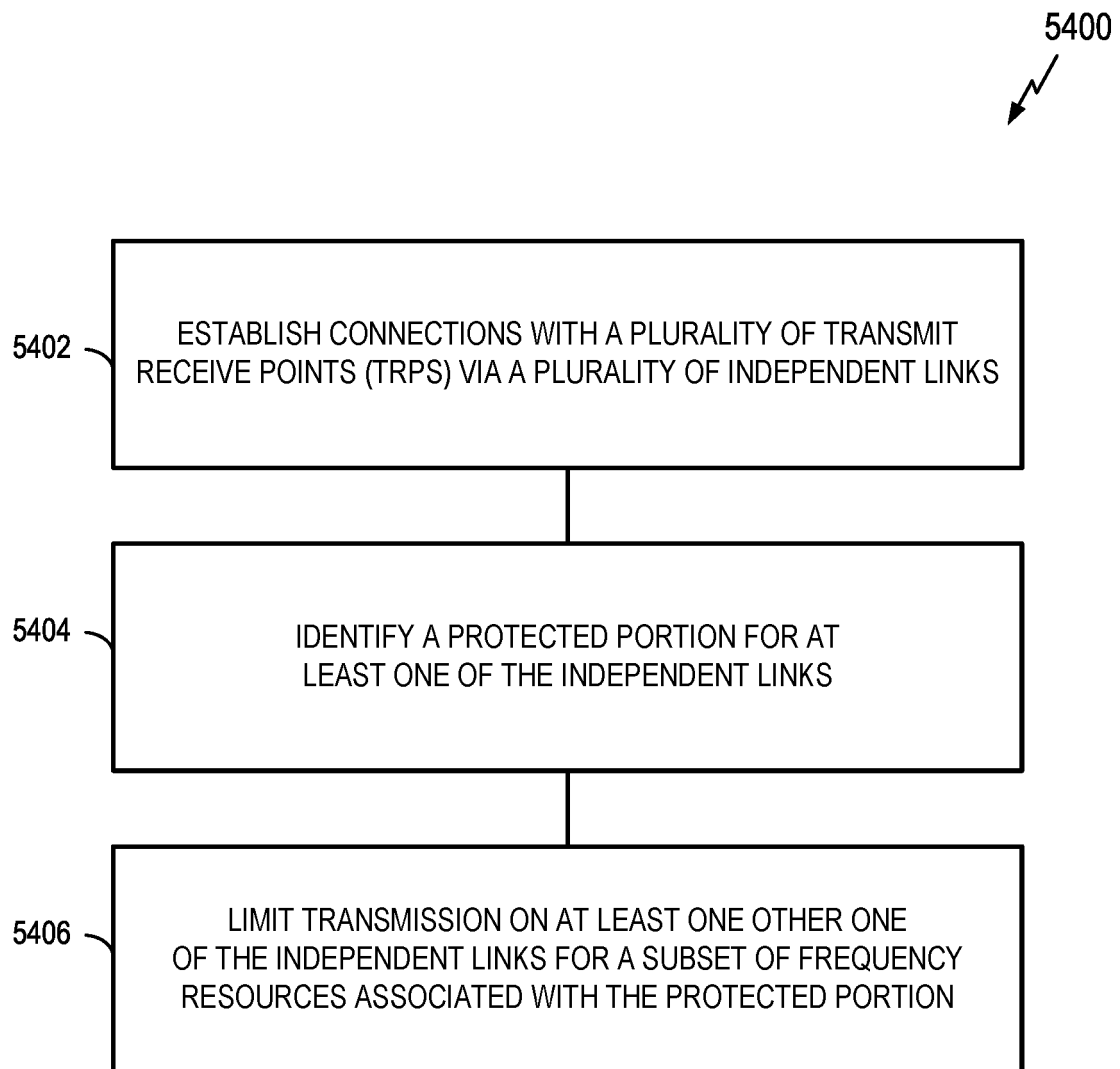 5400
5402
ESTABLISH CONNECTIONS WITH A PLURALITY OF TRANSMIT
RECEIVE POINTS (TRPS) VIA A PLURALITY OF INDEPENDENT LINKS
5404
IDENTIFY A PROTECTED PORTION FOR AT
LEAST ONE OF THE INDEPENDENT LINKS
5406
LIMIT TRANSMISSION ON AT LEAST ONE OTHER ONE
OF THE INDEPENDENT LINKS FOR A SUBSET OF FREQUENCY
RESOURCES ASSOCIATED WITH THE PROTECTED PORTION